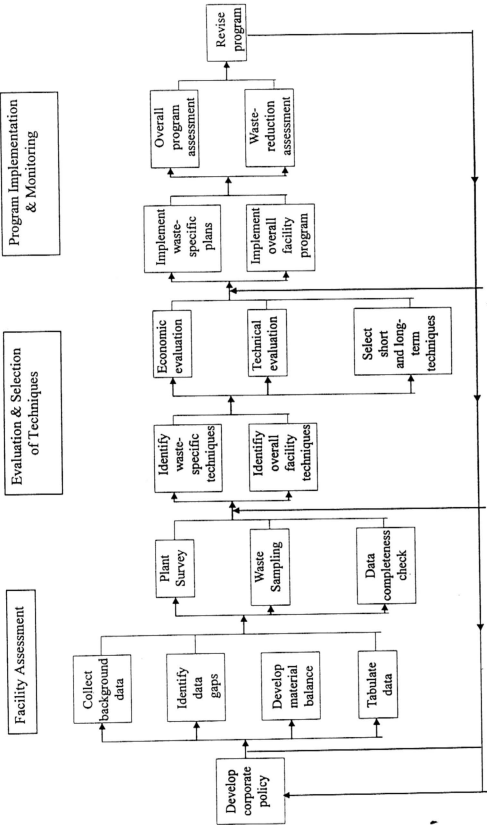 Facility Assessment
Evaluation & Selection
of Techniques
Program Implementation
& Monitoring
Develop
corporate
policy
Collect
background
data
Identify
data
gaps
Develop
material
balance
Tabulate
data
Plant
Survey
Waste
Sampling
Data
completeness
check
Identify
waste-
specific
techniques
Identifiy
overall
facility
techniques
Economic
evaluation
Technical
evaluation
Select
short
and long-
term
techniques
Implement
waste-
specific
plans
Implement
overall
facility
program
Overall
program
assessment
Waste-
reduction
assessment
Revise
program